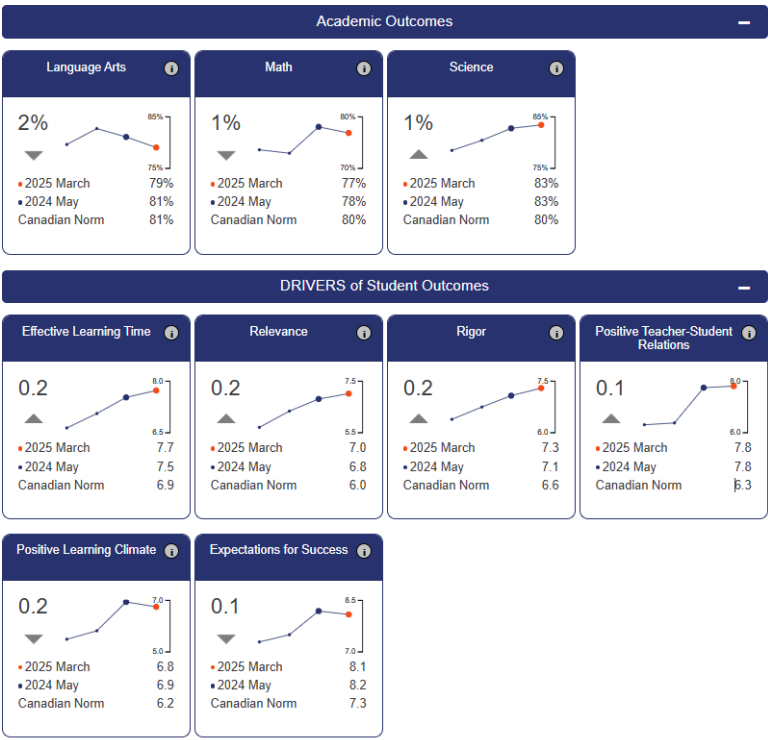 Academic Outcomes
Language Arts
2%
85%
75%
2025 March 79%
2024 May 81%
Canadian Norm 81%
Math
1%
80%
70%
2025 March 77%
2024 May 78%
Canadian Norm 80%
Science
1%
85%
75%
2025 March 83%
2024 May 83%
Canadian Norm 80%
DRIVERS of Student Outcomes
Effective Learning Time
0.2
8.0
6.5
2025 March 7.7
2024 May 7.5
Canadian Norm 6.9
Relevance
0.2
7.5
5.5
2025 March 7.0
2024 May 6.8
Canadian Norm 6.0
Rigor
0.2
7.5
6.0
2025 March 7.3
2024 May 7.1
Canadian Norm 6.6
Positive Teacher-Student
Relations
0.1
8.0
6.0
2025 March 7.8
2024 May 7.8
Canadian Norm 6.3
Positive Learning Climate
0.2
7.0
5.0
2025 March 6.8
2024 May 6.9
Canadian Norm 6.2
Expectations for Success
0.1
8.5
7.0
2025 March 8.1
2024 May 8.2
Canadian Norm 7.3